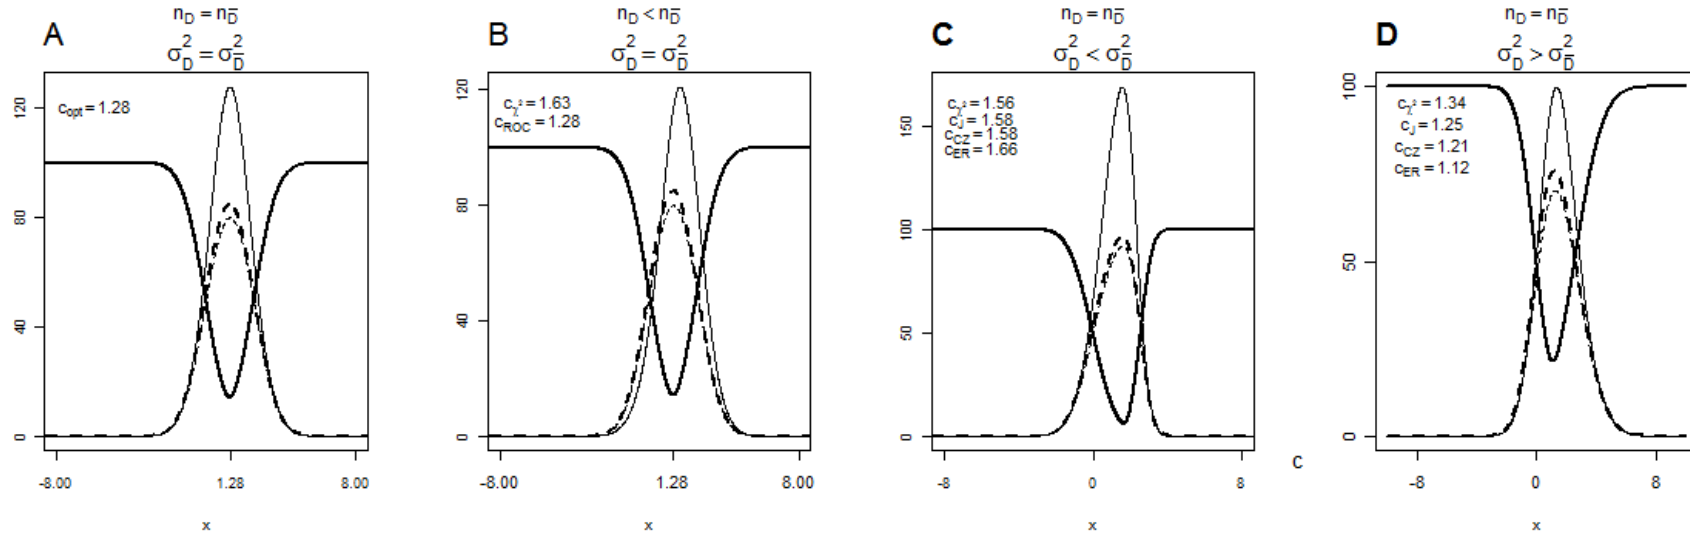 A
n_D = n_D̅
σ²_D = σ²_D̅
c_opt = 1.28
120
80
40
0
-8.00 1.28 8.00
x
B
n_D < n_D̅
σ²_D = σ²_D̅
c_χ² = 1.63
c_ROC = 1.28
120
80
40
0
-8.00 1.28 8.00
x
C
n_D = n_D̅
σ²_D < σ²_D̅
c_χ² = 1.56
c_J = 1.58
c_CZ = 1.58
c_ER = 1.66
150
100
50
0
-8 0 8
x
c
D
n_D = n_D̅
σ²_D > σ²_D̅
c_χ² = 1.34
c_J = 1.25
c_CZ = 1.21
c_ER = 1.12
100
50
0
-8 0 8
x